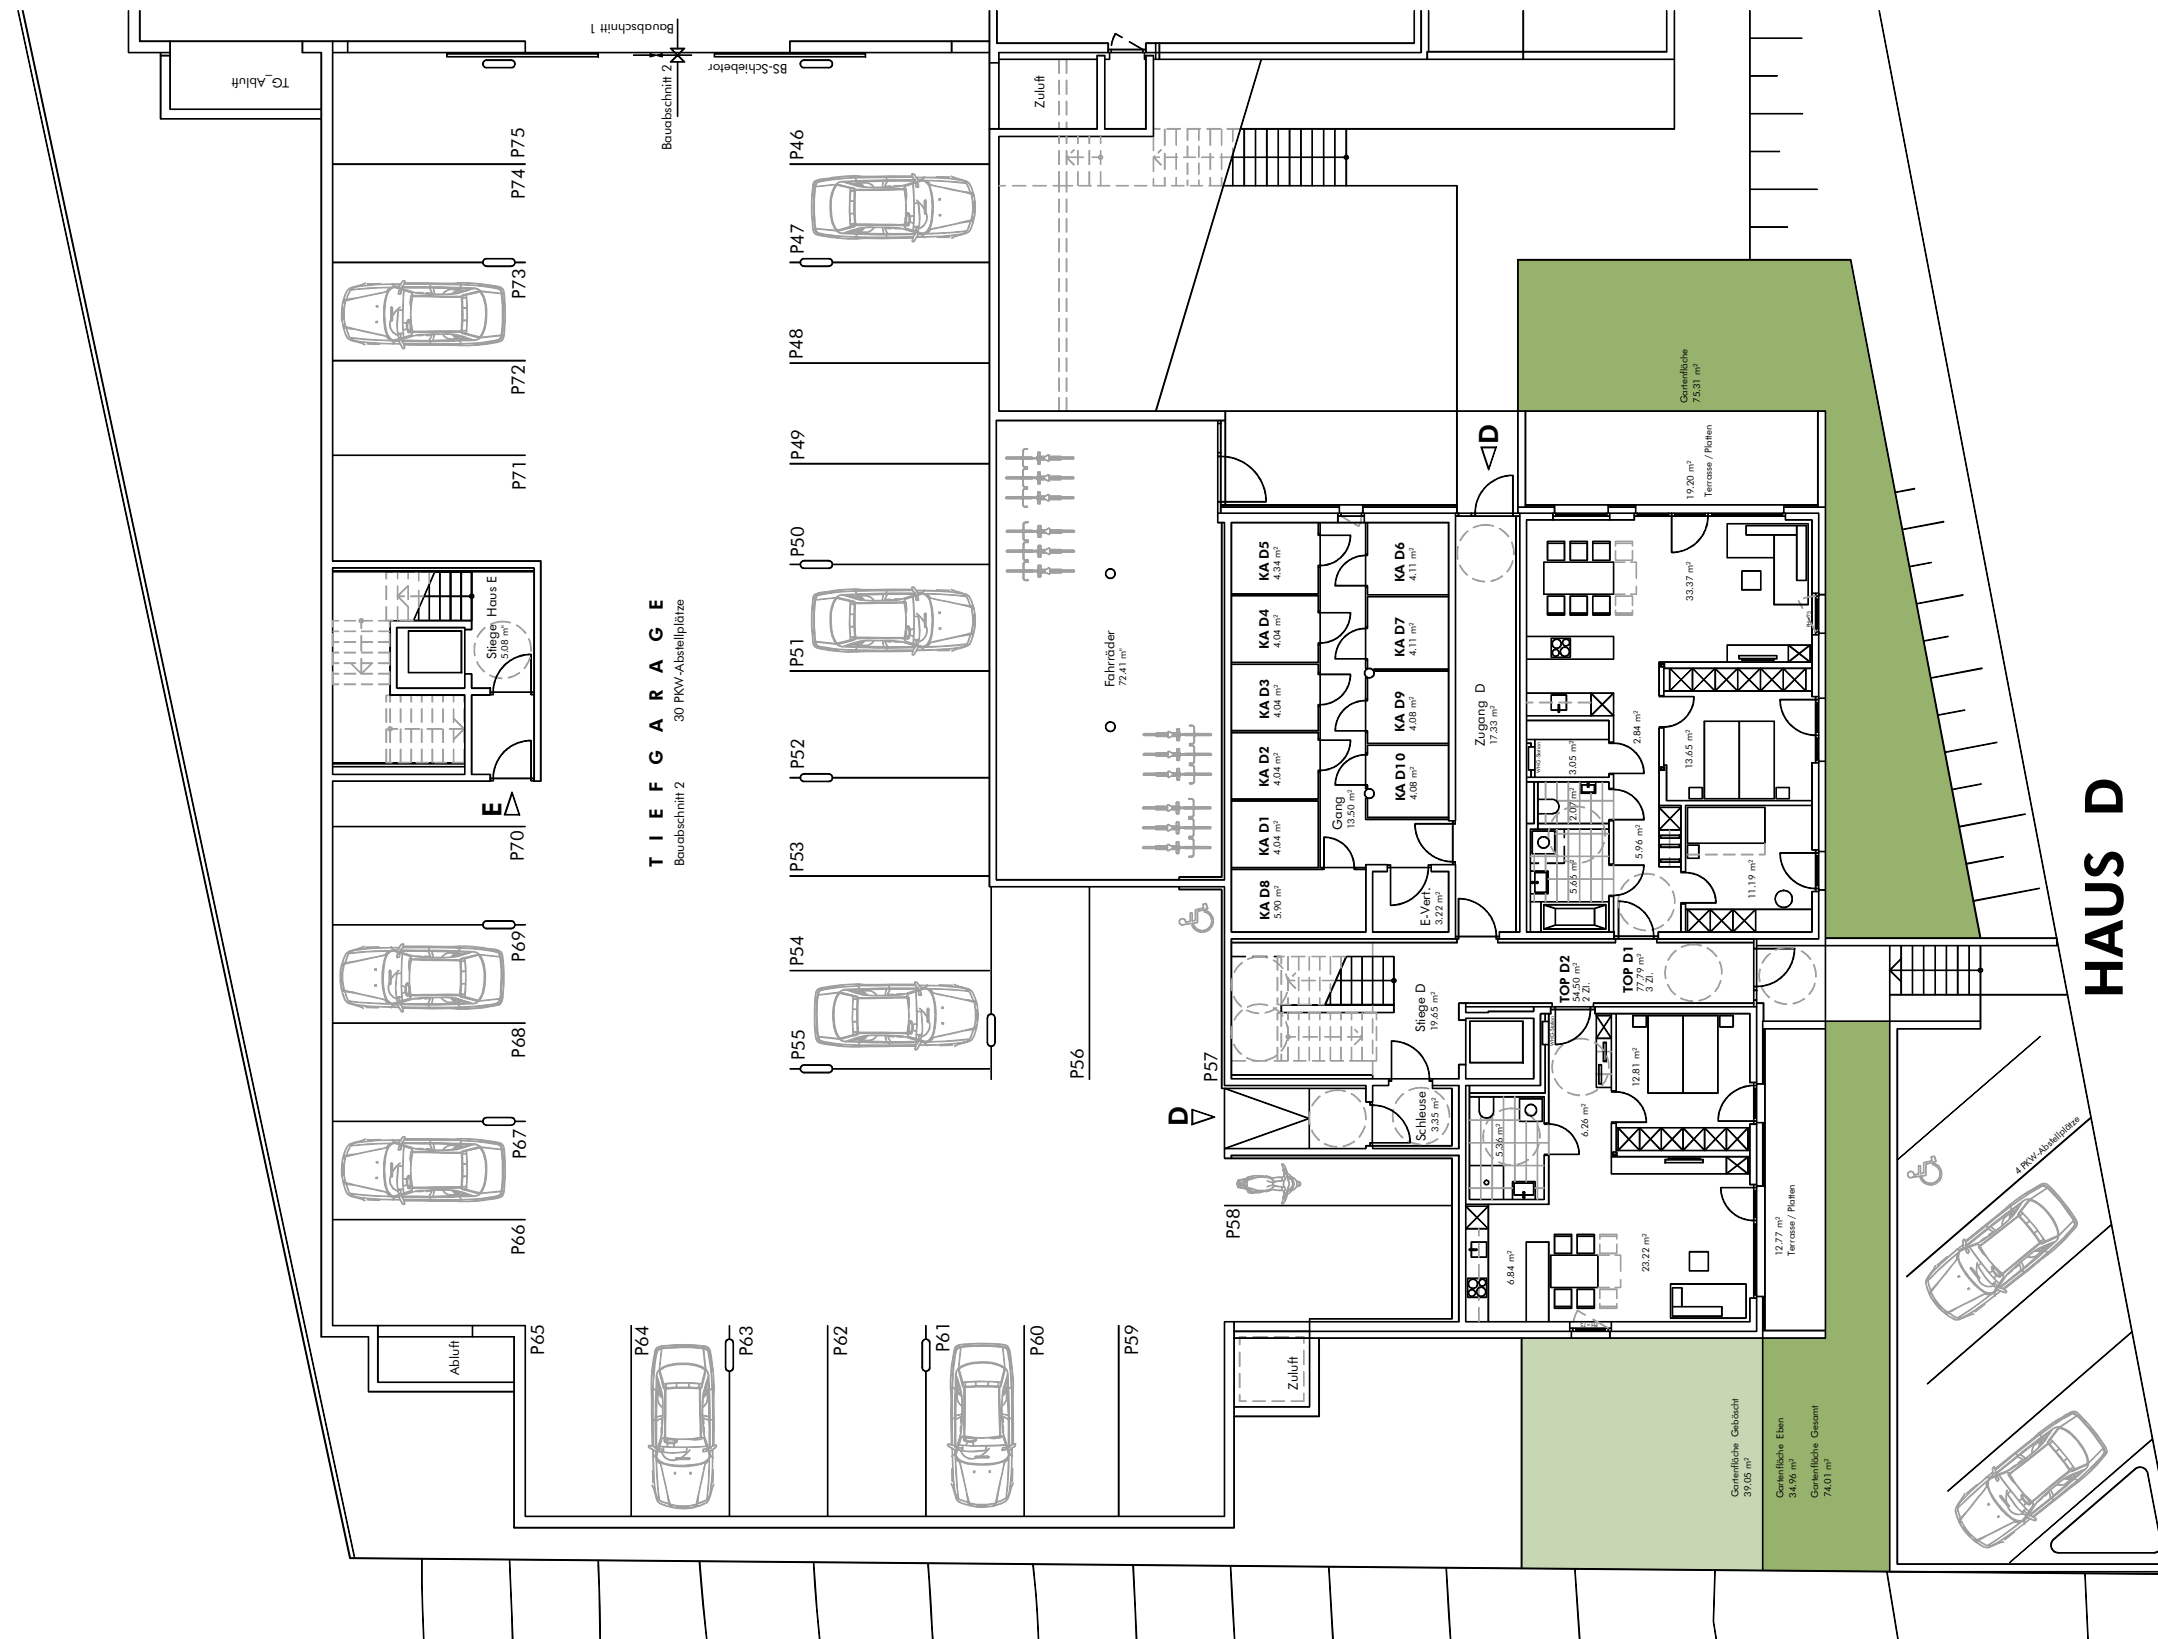 Bauabschnitt 1
Bauabschnitt 2
BS-Schiebetor
TG_Abluft
Zuluft
P75
P74
P73
P72
P71
P70
P69
P68
P67
P66
P65
P64
P63
P62
P61
P60
P59
P58
P57
P56
P55
P54
P53
P52
P51
P50
P49
P48
P47
P46
Stiege Haus E
5.08 m²
E
TIEFGARAGE
Bauabschnitt 2
30 PKW-Abstellplätze
Fahrräder
72.41 m²
KA D5
4.34 m²
KA D4
4.04 m²
KA D3
4.04 m²
KA D2
4.04 m²
KA D1
4.04 m²
KA D8
5.90 m²
KA D6
4.11 m²
KA D7
4.11 m²
KA D9
4.08 m²
KA D10
4.08 m²
Gang
13.50 m²
E-Vert.
3.22 m²
Zugang D
17.33 m²
D
Gartenfläche
75.31 m²
19.20 m²
Terrasse / Platten
33.37 m²
2.84 m²
3.05 m²
13.65 m²
2.07 m²
5.96 m²
5.65 m²
11.19 m²
TOP D2
54.50 m²
2 Zi.
TOP D1
77.79 m²
3 Zi.
Stiege D
19.65 m²
Schleuse
3.35 m²
D
12.81 m²
6.26 m²
5.36 m²
6.84 m²
23.22 m²
12.77 m²
Terrasse / Platten
4 PKW-Abstellplätze
Abluft
Zuluft
Gartenfläche Geböscht
39.05 m²
Gartenfläche Eben
34.96 m²
Gartenfläche Gesamt
74.01 m²
HAUS D